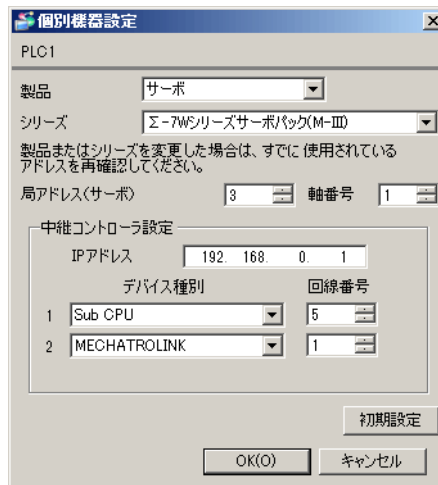 個別機器設定
PLC1
製品 サーボ
シリーズ Σ-7Wシリーズサーボパック(M-III)
製品またはシリーズを変更した場合は、すでに使用されている
アドレスを再確認してください。
局アドレス(サーボ) 3 軸番号 1
中継コントローラ設定
IPアドレス 192. 168. 0. 1
デバイス種別 回線番号
1 Sub CPU 5
2 MECHATROLINK 1
初期設定
OK(O) キャンセル